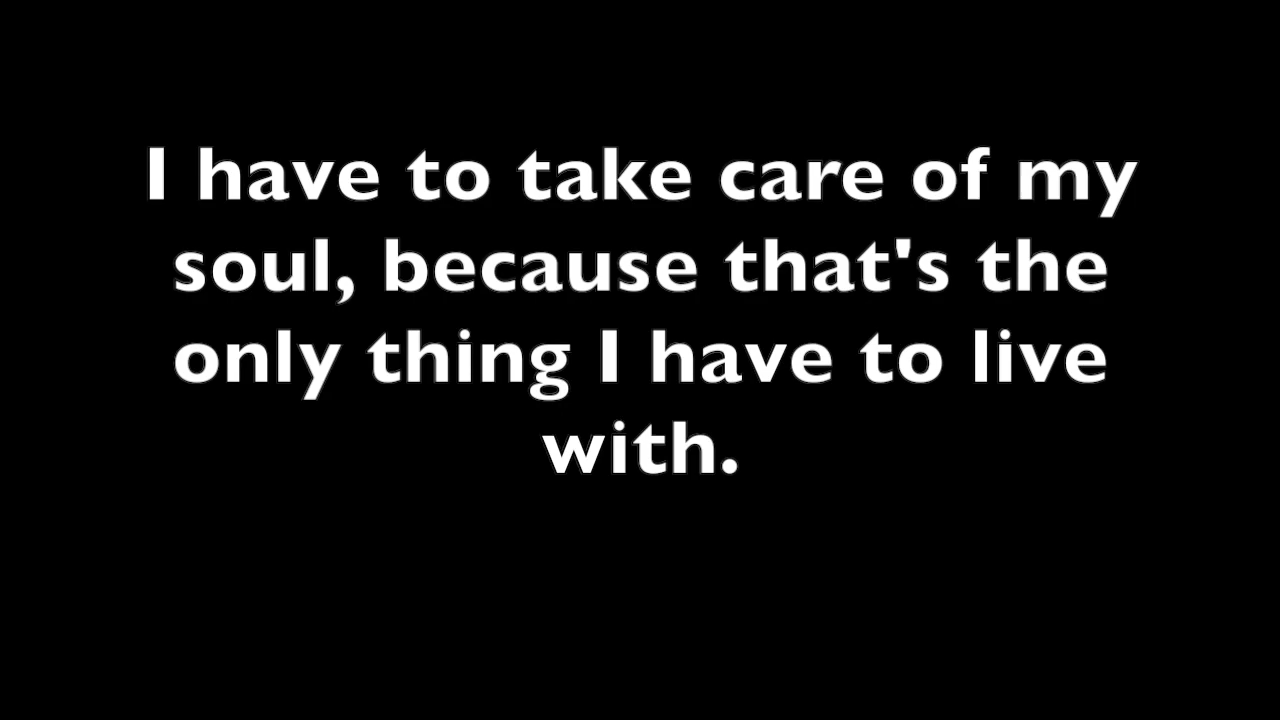 I have to take care of my
soul, because that's the
only thing I have to live
with.